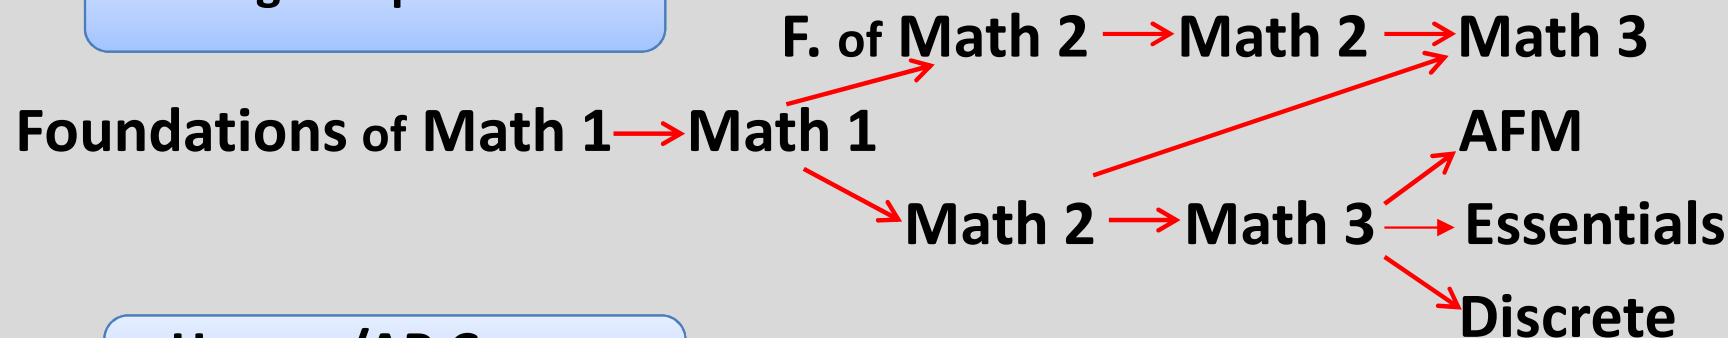 F. of Math 2 Math 2 Math 3
Foundations of Math 1 Math 1 AFM
Math 2 Math 3 Essentials
Discrete